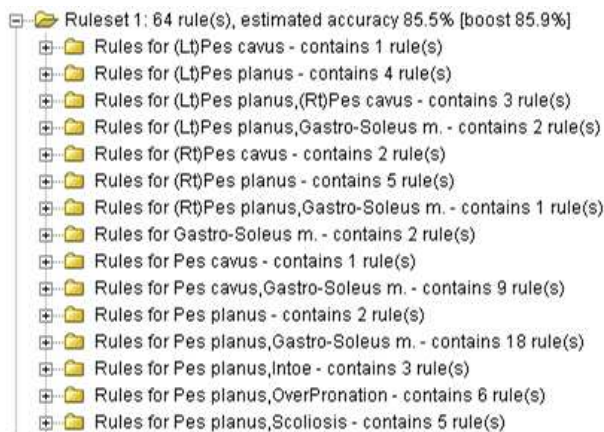 Ruleset 1: 64 rule(s), estimated accuracy 85.5% [boost 85.9%]
Rules for (Lt)Pes cavus - contains 1 rule(s)
Rules for (Lt)Pes planus - contains 4 rule(s)
Rules for (Lt)Pes planus,(Rt)Pes cavus - contains 3 rule(s)
Rules for (Lt)Pes planus,Gastro-Soleus m. - contains 2 rule(s)
Rules for (Rt)Pes cavus - contains 2 rule(s)
Rules for (Rt)Pes planus - contains 5 rule(s)
Rules for (Rt)Pes planus,Gastro-Soleus m. - contains 1 rule(s)
Rules for Gastro-Soleus m. - contains 2 rule(s)
Rules for Pes cavus - contains 1 rule(s)
Rules for Pes cavus,Gastro-Soleus m. - contains 9 rule(s)
Rules for Pes planus - contains 2 rule(s)
Rules for Pes planus,Gastro-Soleus m. - contains 18 rule(s)
Rules for Pes planus,Intoe - contains 3 rule(s)
Rules for Pes planus,OverPronation - contains 6 rule(s)
Rules for Pes planus,Scoliosis - contains 5 rule(s)